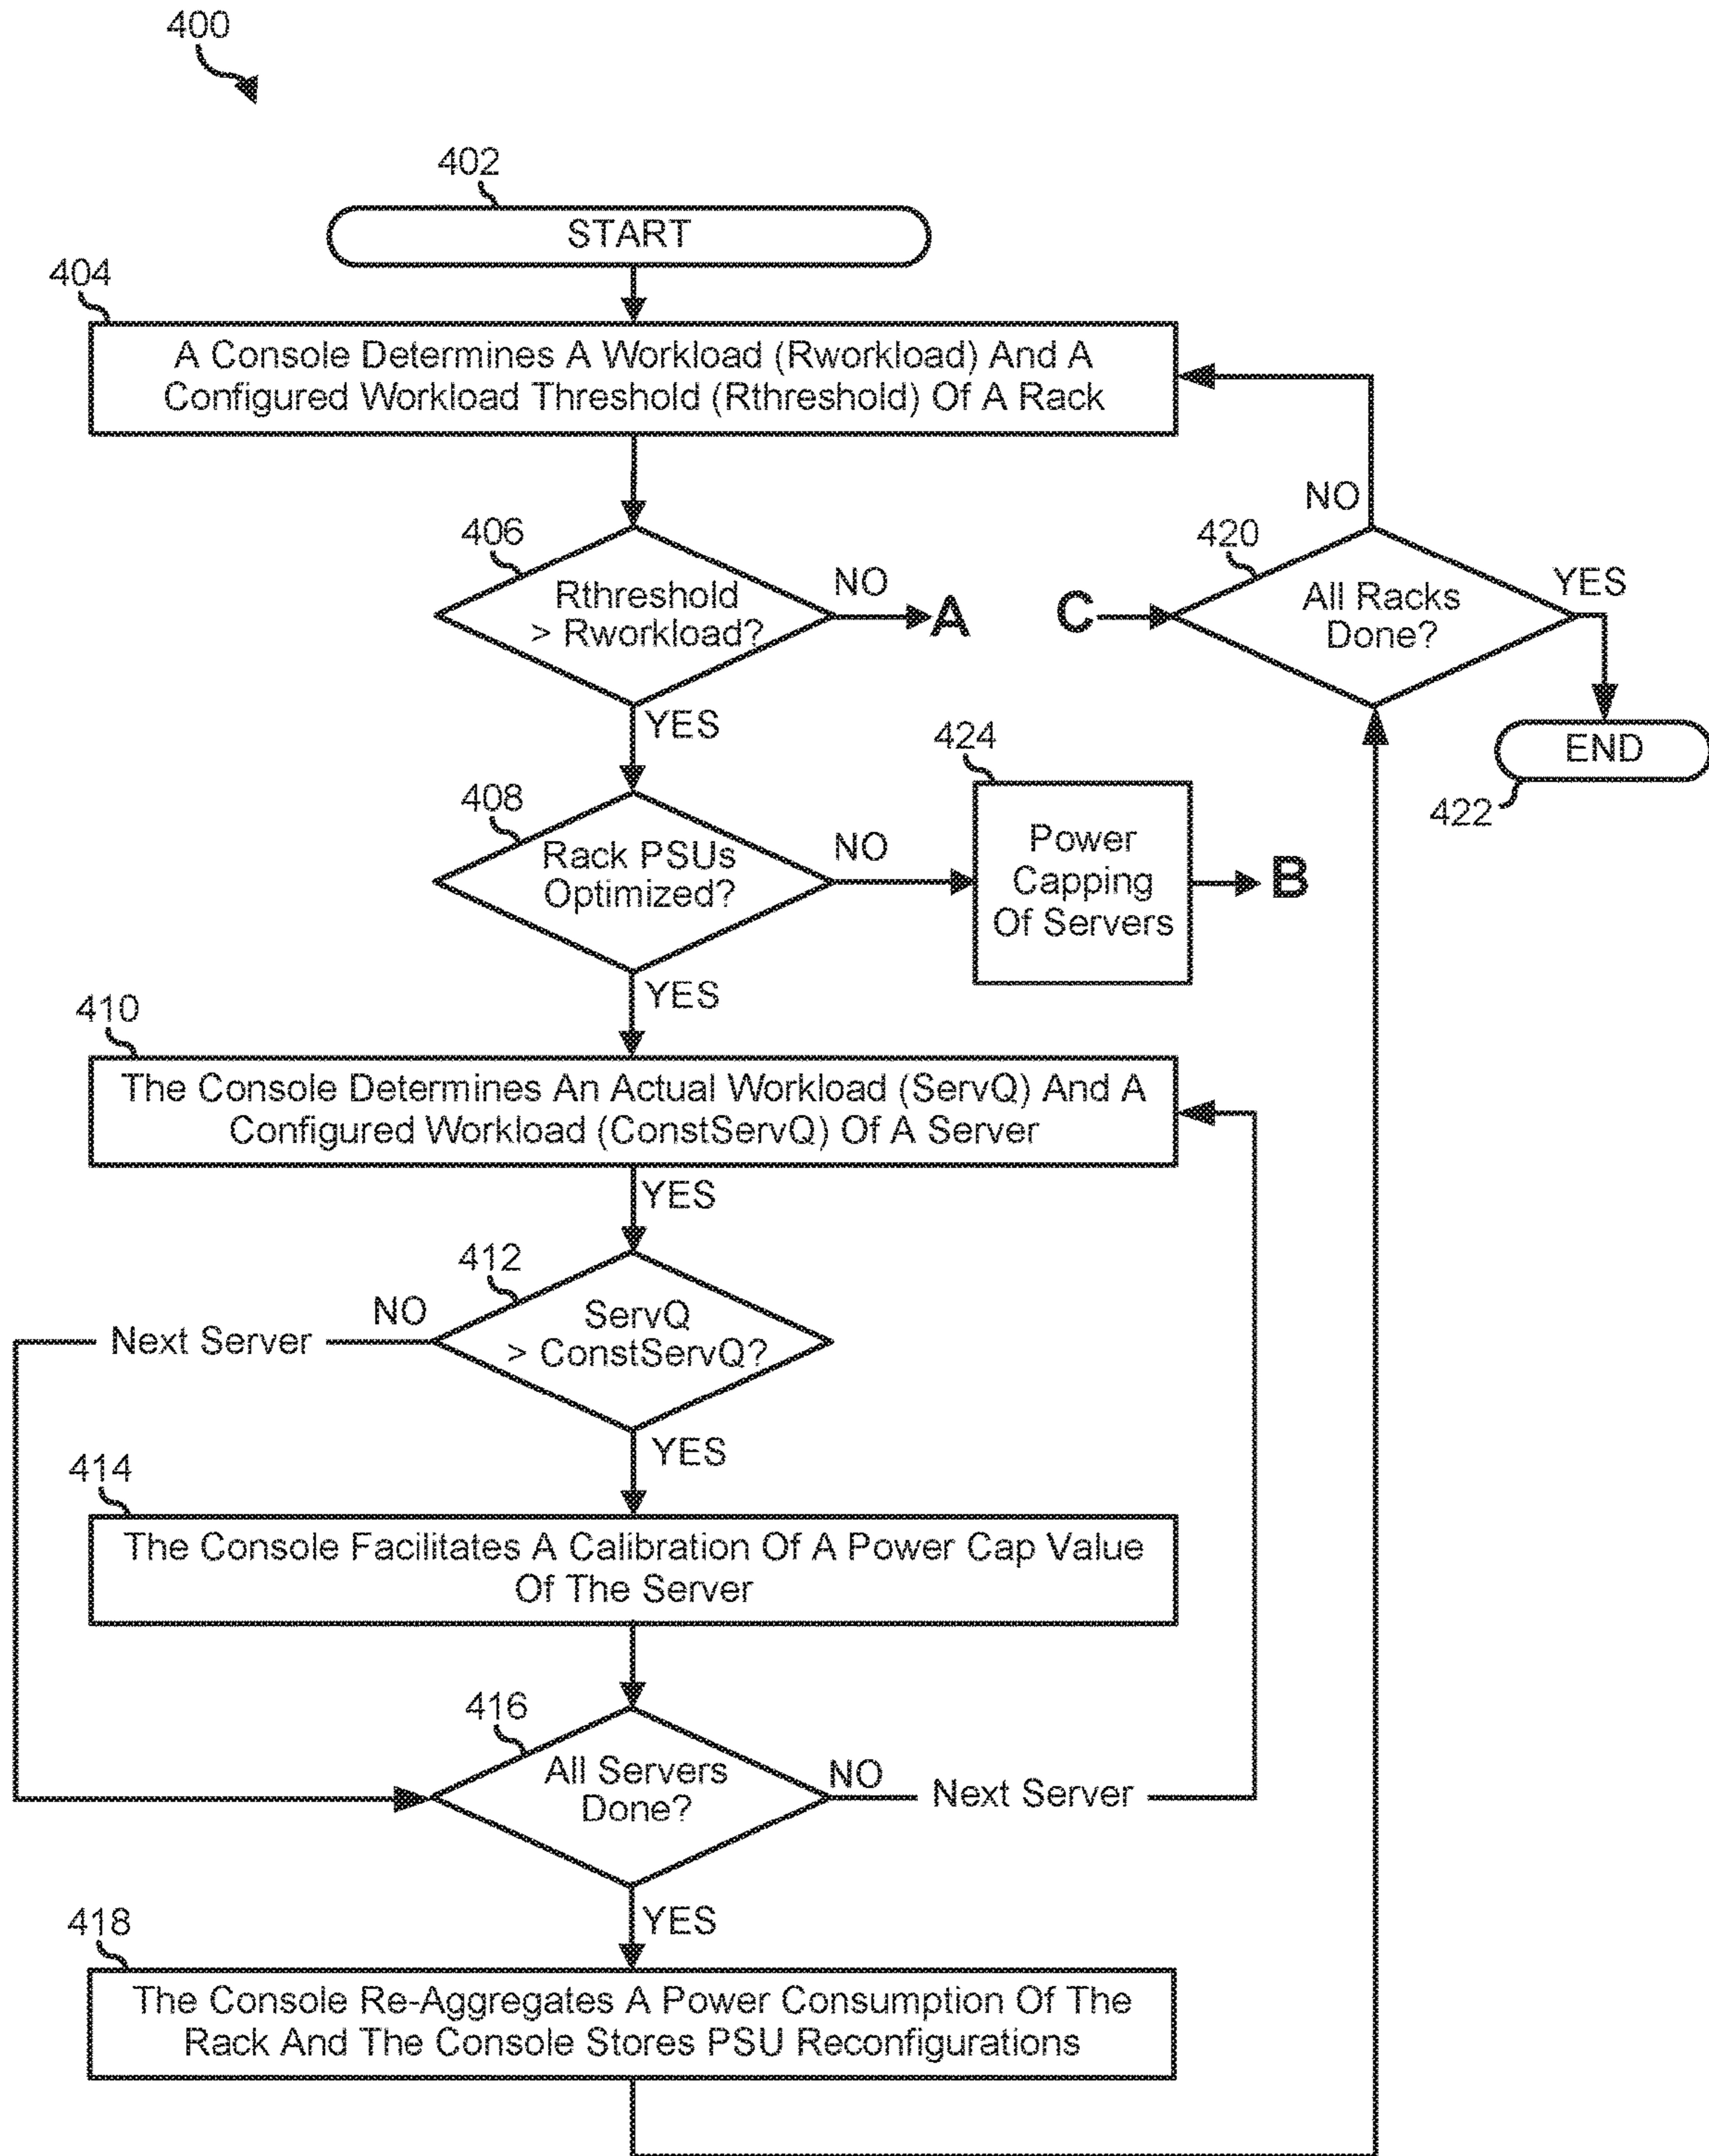 400
402
START
404
A Console Determines A Workload (Rworkload) And A
Configured Workload Threshold (Rthreshold) Of A Rack
406
Rthreshold
> Rworkload?
NO
A
YES
C
420
All Racks
Done?
NO
YES
END
422
408
Rack PSUs
Optimized?
NO
424
Power
Capping
Of Servers
B
YES
410
The Console Determines An Actual Workload (ServQ) And A
Configured Workload (ConstServQ) Of A Server
YES
412
ServQ
> ConstServQ?
NO
Next Server
YES
414
The Console Facilitates A Calibration Of A Power Cap Value
Of The Server
416
All Servers
Done?
NO
Next Server
YES
418
The Console Re-Aggregates A Power Consumption Of The
Rack And The Console Stores PSU Reconfigurations